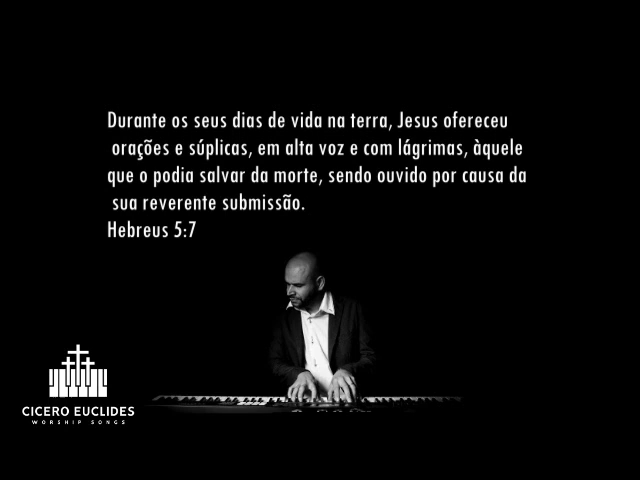 Durante os seus dias de vida na terra, Jesus ofereceu
orações e súplicas, em alta voz e com lágrimas, àquele
que o podia salvar da morte, sendo ouvido por causa da
sua reverente submissão.
Hebreus 5:7
CICERO EUCLIDES
WORSHIP SONGS